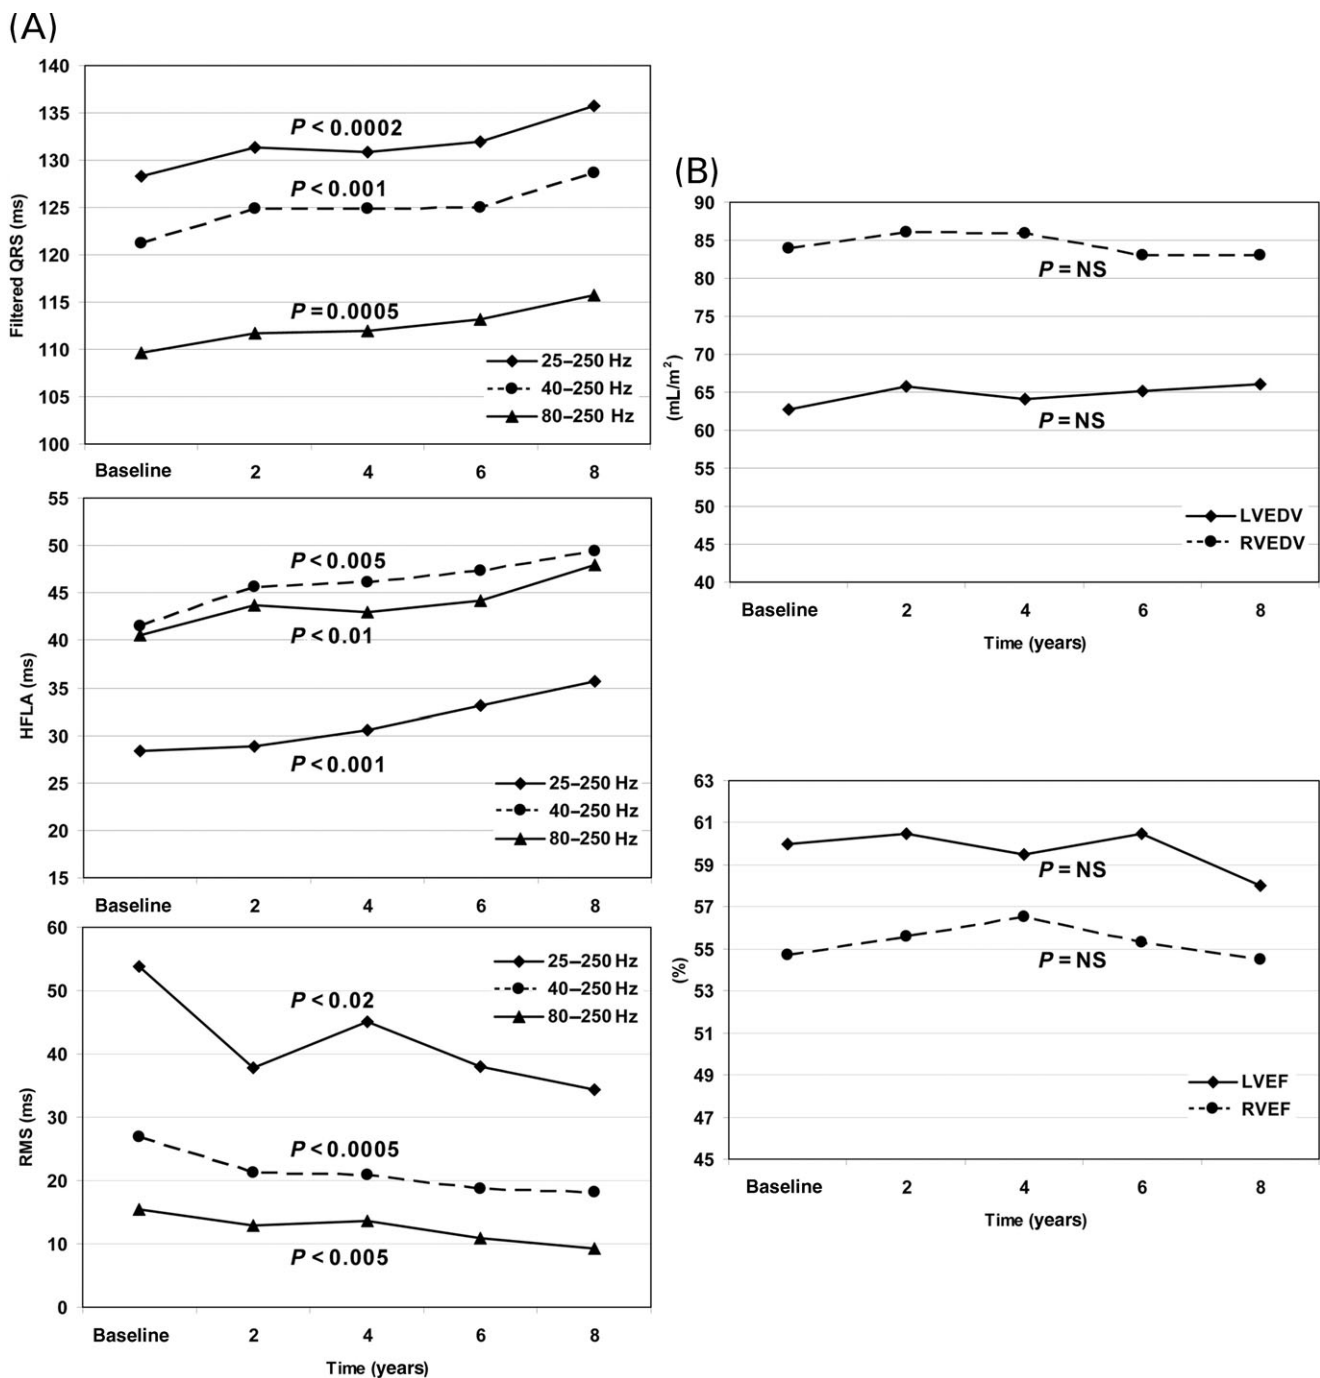 (A)
140
135
130
125
120
115
110
105
100
Filtered QRS (ms)
P < 0.0002
P < 0.001
P = 0.0005
25–250 Hz
40–250 Hz
80–250 Hz
Baseline 2 4 6 8
55
50
45
40
35
30
25
20
15
HFLA (ms)
P < 0.005
P < 0.01
P < 0.001
25–250 Hz
40–250 Hz
80–250 Hz
Baseline 2 4 6 8
60
50
40
30
20
10
0
RMS (ms)
P < 0.02
P < 0.0005
P < 0.005
25–250 Hz
40–250 Hz
80–250 Hz
Baseline 2 4 6 8
Time (years)
(B)
90
85
80
75
70
65
60
55
50
45
40
(mL/m²)
P = NS
P = NS
LVEDV
RVEDV
Baseline 2 4 6 8
Time (years)
63
61
59
57
55
53
51
49
47
45
(%)
P = NS
P = NS
LVEF
RVEF
Baseline 2 4 6 8
Time (years)